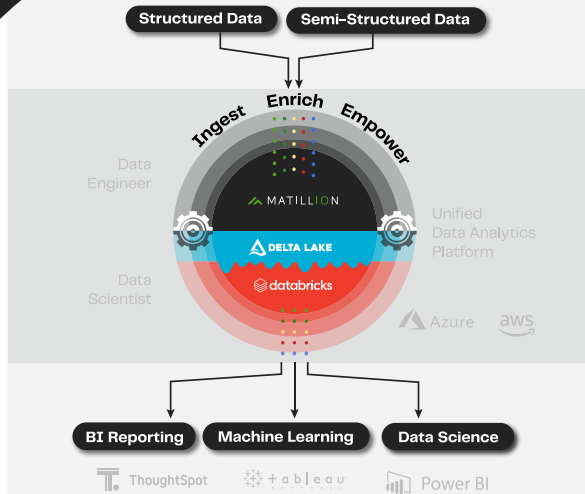 Structured Data
Semi-Structured Data
Ingest Enrich Empower
Data
Engineer
MATILLION
Unified
Data Analytics
Platform
DELTA LAKE
Data
Scientist
databricks
Azure
aws
BI Reporting
Machine Learning
Data Science
ThoughtSpot
+ableau
Power BI